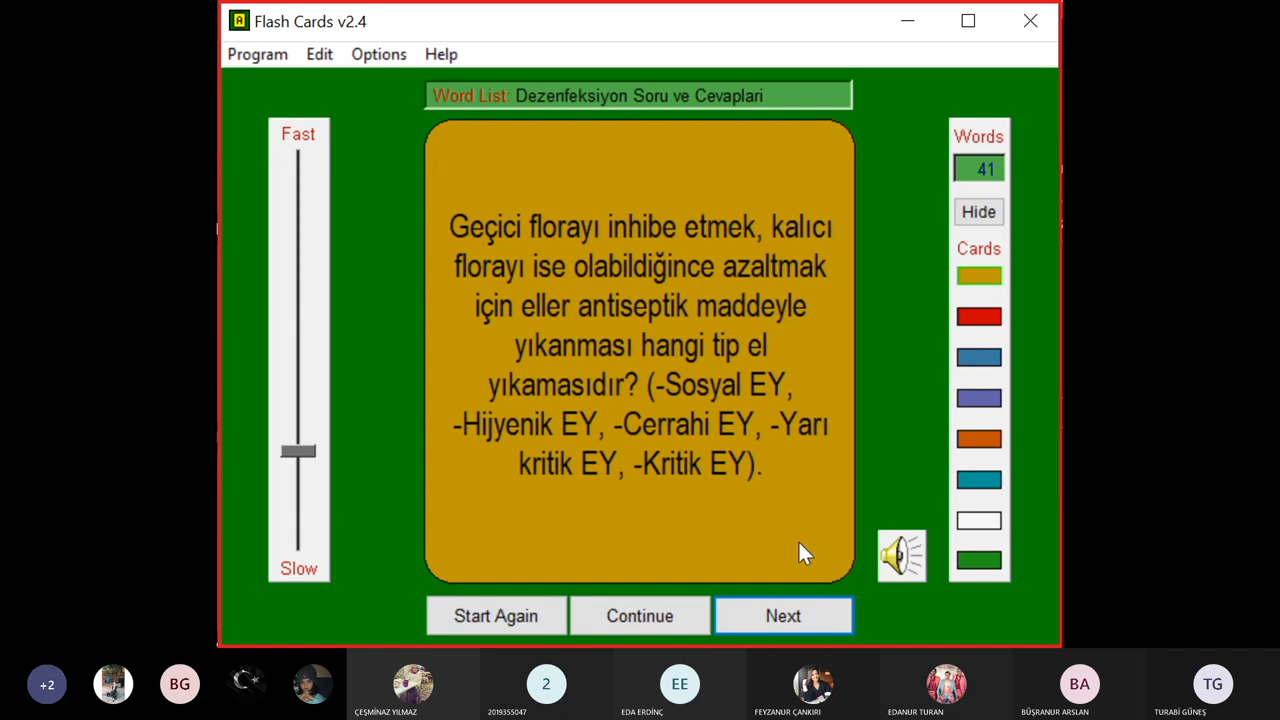 Flash Cards v2.4
Program Edit Options Help
Word List: Dezenfeksiyon Soru ve Cevaplari
Fast
Slow
Geçici florayı inhibe etmek, kalıcı
florayı ise olabildiğince azaltmak
için eller antiseptik maddeyle
yıkanması hangi tip el
yıkamasıdır? (-Sosyal EY,
-Hijyenik EY, -Cerrahi EY, -Yarı
kritik EY, -Kritik EY).
Words
41
Hide
Cards
Start Again Continue Next
+2 BG 2 EE BA TG
ÇEŞMİNAZ YILMAZ 2019355047 EDA ERDİNÇ FEYZANUR ÇANKIRI EDANUR TURAN BÜŞRANUR ARSLAN TURABİ GÜNEŞ